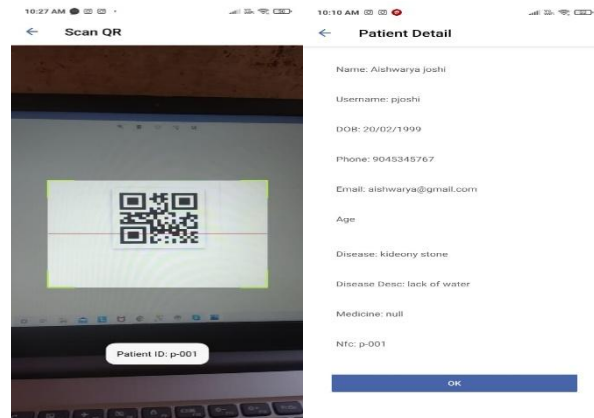 10:27 AM
Scan QR
Patient ID: p-001
10:10 AM
Patient Detail
Name: Aishwarya joshi
Username: pjoshi
DOB: 20/02/1999
Phone: 9045345767
Email: aishwarya@gmail.com
Age
Disease: kideony stone
Disease Desc: lack of water
Medicine: null
Nfc: p-001
OK